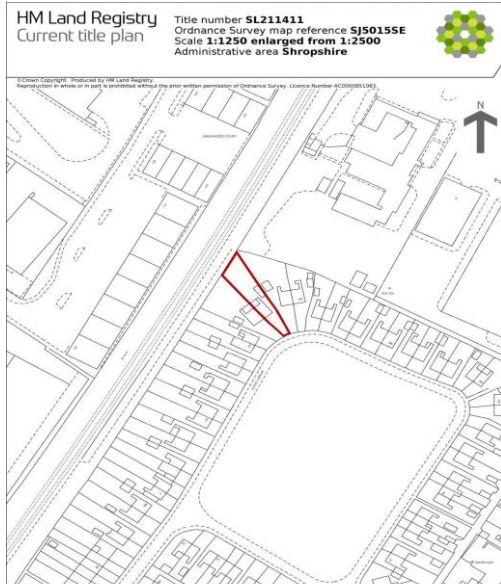 HM Land Registry
Current title plan
Title number SL211411
Ordnance Survey map reference SJ5015SE
Scale 1:1250 enlarged from 1:2500
Administrative area Shropshire
©Crown Copyright. Produced by HM Land Registry.
Reproduction in whole or in part is prohibited without the prior written permission of Ordnance Survey. Licence Number AC0000851063.
N